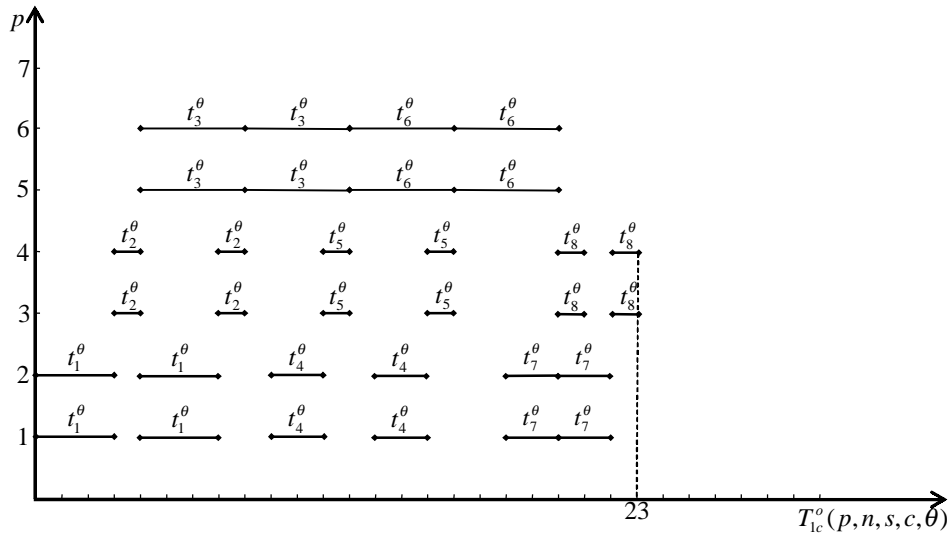 p
7
6 t_3^θ t_3^θ t_6^θ t_6^θ
5 t_3^θ t_3^θ t_6^θ t_6^θ
4 t_2^θ t_2^θ t_5^θ t_5^θ t_8^θ t_8^θ
3 t_2^θ t_2^θ t_5^θ t_5^θ t_8^θ t_8^θ
2 t_1^θ t_1^θ t_4^θ t_4^θ t_7^θ t_7^θ
1 t_1^θ t_1^θ t_4^θ t_4^θ t_7^θ t_7^θ
0
23
T_{1c}^o(p,n,s,c,θ)